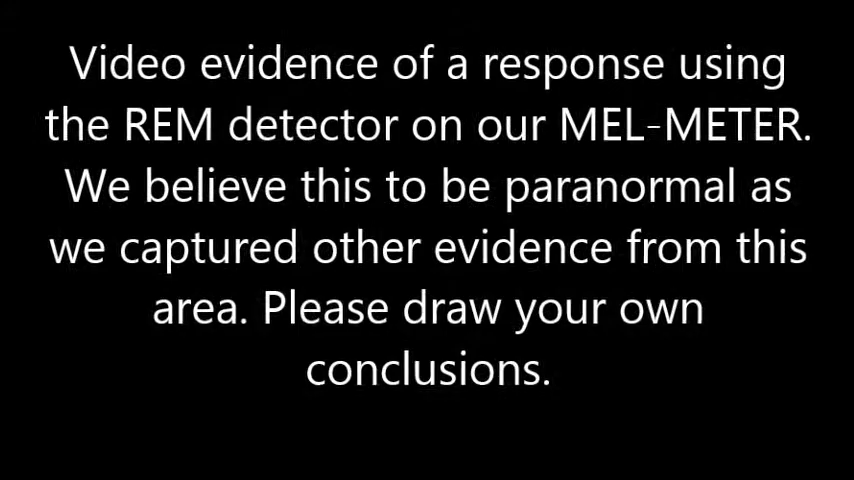 Video evidence of a response using
the REM detector on our MEL-METER.
We believe this to be paranormal as
we captured other evidence from this
area. Please draw your own
conclusions.